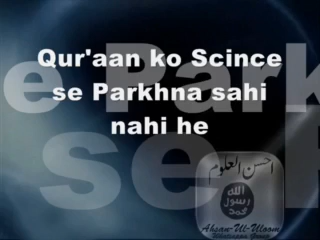 Qur'aan ko Scince
se Parkhna sahi
nahi he
احسن العلوم
الله
رسول
محمد
Ahsan-Ul-Uloom